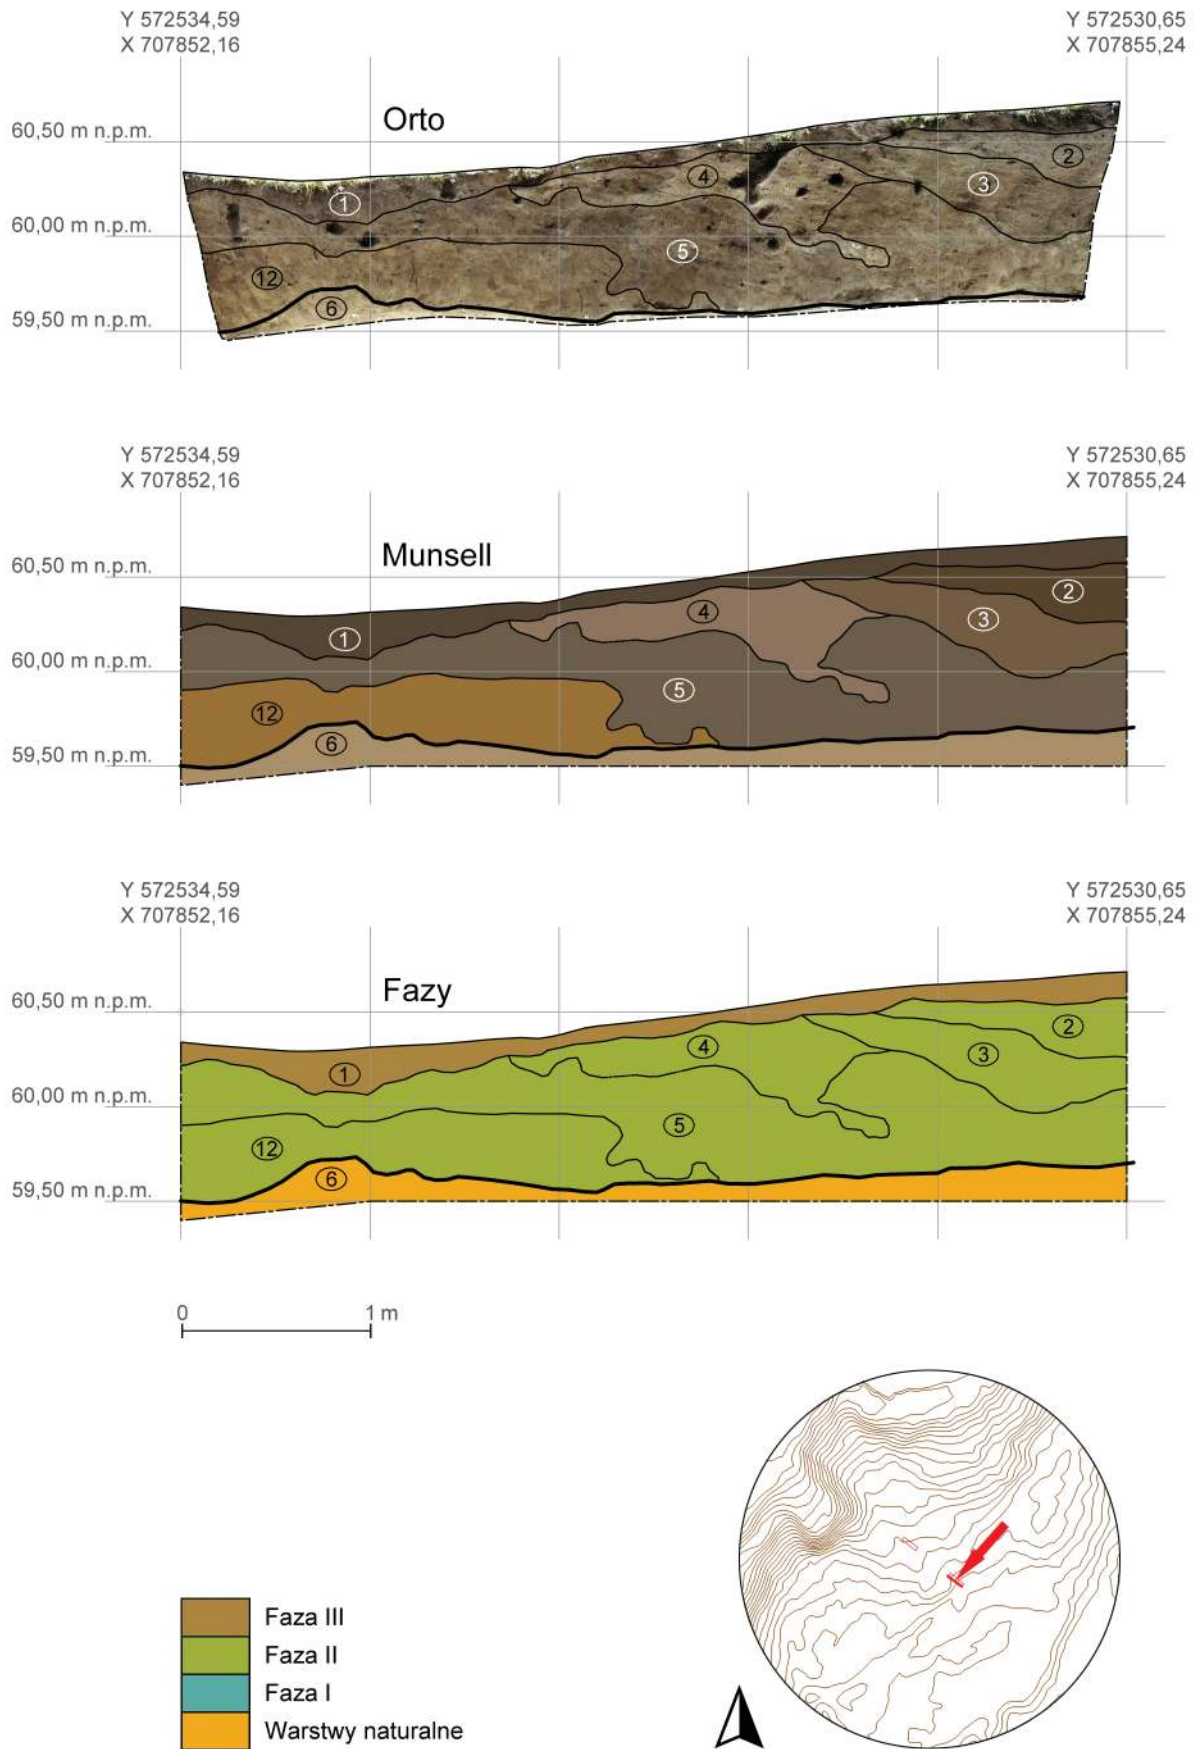 Y 572534,59
X 707852,16
Y 572530,65
X 707855,24
Orto
60,50 m n.p.m.
60,00 m n.p.m.
59,50 m n.p.m.
1
2
3
4
5
12
6
Y 572534,59
X 707852,16
Y 572530,65
X 707855,24
Munsell
60,50 m n.p.m.
60,00 m n.p.m.
59,50 m n.p.m.
1
2
3
4
5
12
6
Y 572534,59
X 707852,16
Y 572530,65
X 707855,24
Fazy
60,50 m n.p.m.
60,00 m n.p.m.
59,50 m n.p.m.
1
2
3
4
5
12
6
0 1 m
Faza III
Faza II
Faza I
Warstwy naturalne